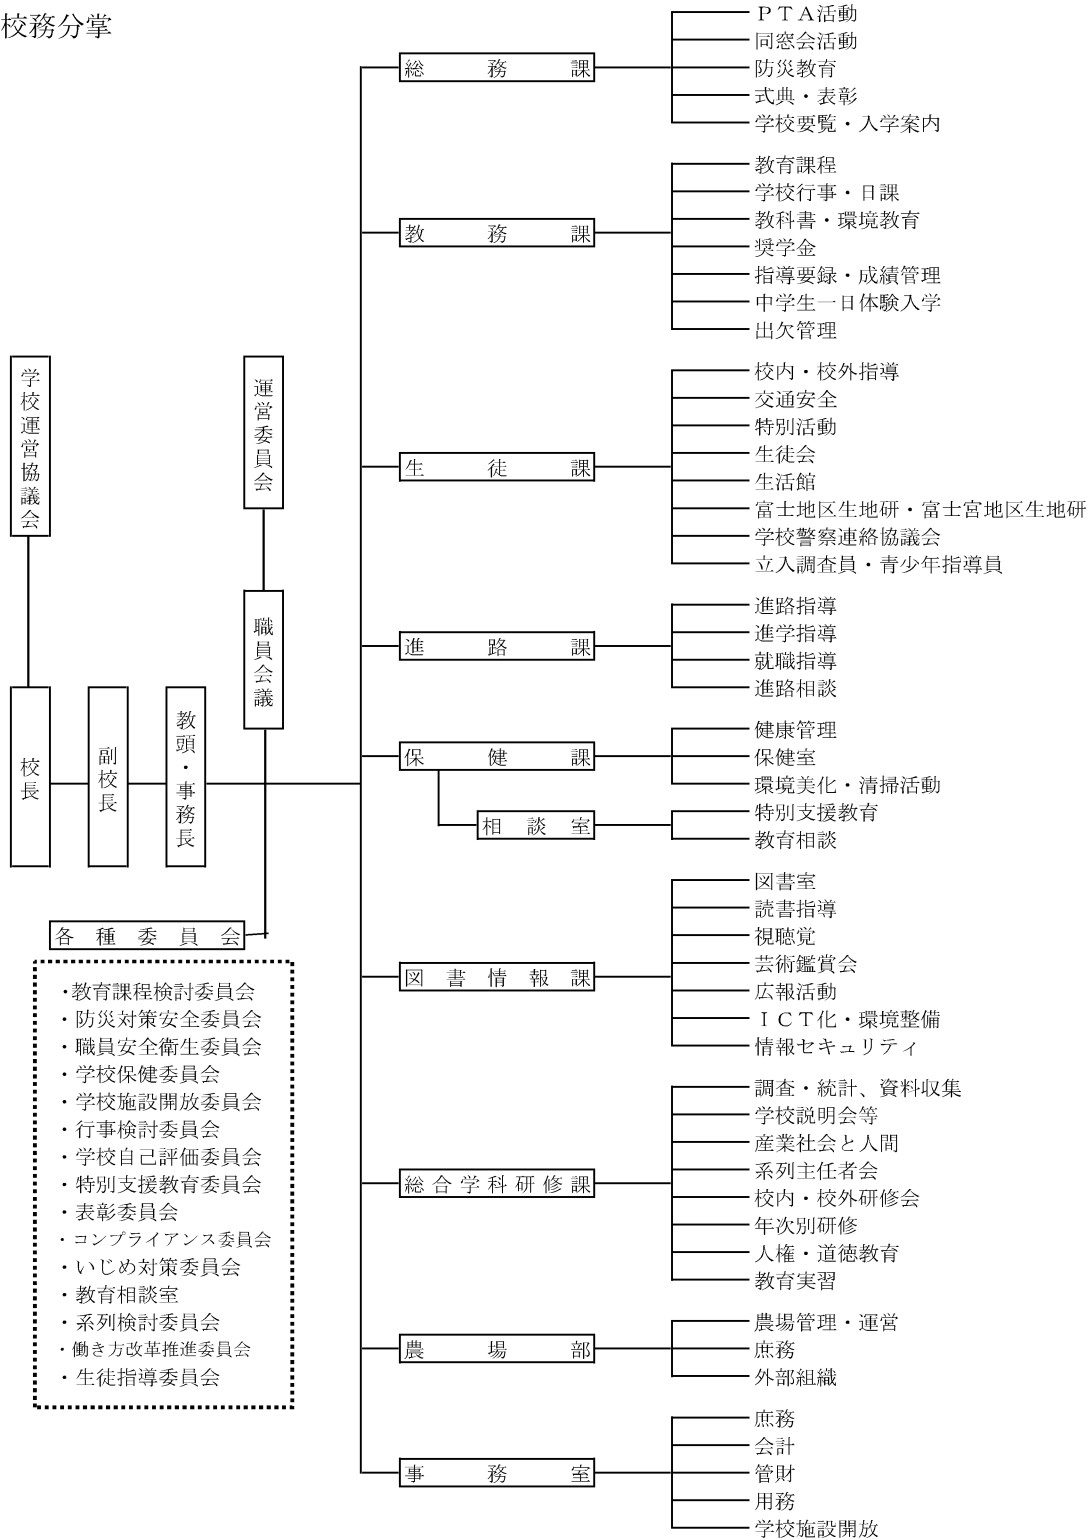 校務分掌
学校運営協議会
運営委員会
職員会議
校長
副校長
教頭・事務長
各種委員会
・教育課程検討委員会
・防災対策安全委員会
・職員安全衛生委員会
・学校保健委員会
・学校施設開放委員会
・行事検討委員会
・学校自己評価委員会
・特別支援教育委員会
・表彰委員会
・コンプライアンス委員会
・いじめ対策委員会
・教育相談室
・系列検討委員会
・働き方改革推進委員会
・生徒指導委員会
総務課
ＰＴＡ活動
同窓会活動
防災教育
式典・表彰
学校要覧・入学案内
教務課
教育課程
学校行事・日課
教科書・環境教育
奨学金
指導要録・成績管理
中学生一日体験入学
出欠管理
生徒課
校内・校外指導
交通安全
特別活動
生徒会
生活館
富士地区生地研・富士宮地区生地研
学校警察連絡協議会
立入調査員・青少年指導員
進路課
進路指導
進学指導
就職指導
進路相談
保健課
健康管理
保健室
環境美化・清掃活動
相談室
特別支援教育
教育相談
図書情報課
図書室
読書指導
視聴覚
芸術鑑賞会
広報活動
ＩＣＴ化・環境整備
情報セキュリティ
総合学科研修課
調査・統計、資料収集
学校説明会等
産業社会と人間
系列主任者会
校内・校外研修会
年次別研修
人権・道徳教育
教育実習
農場部
農場管理・運営
庶務
外部組織
事務室
庶務
会計
管財
用務
学校施設開放